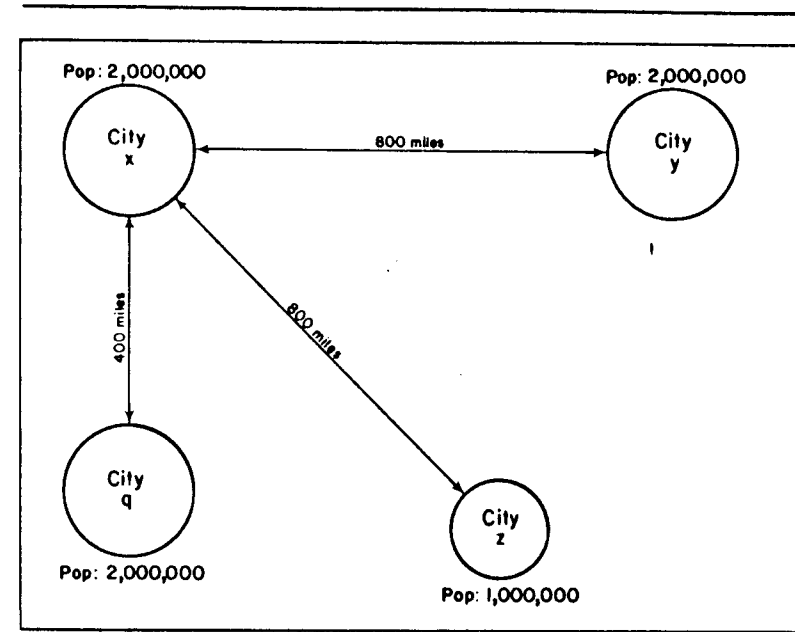 Pop: 2,000,000
City
x
Pop: 2,000,000
City
y
800 miles
400 miles
800 miles
City
q
Pop: 2,000,000
City
z
Pop: 1,000,000